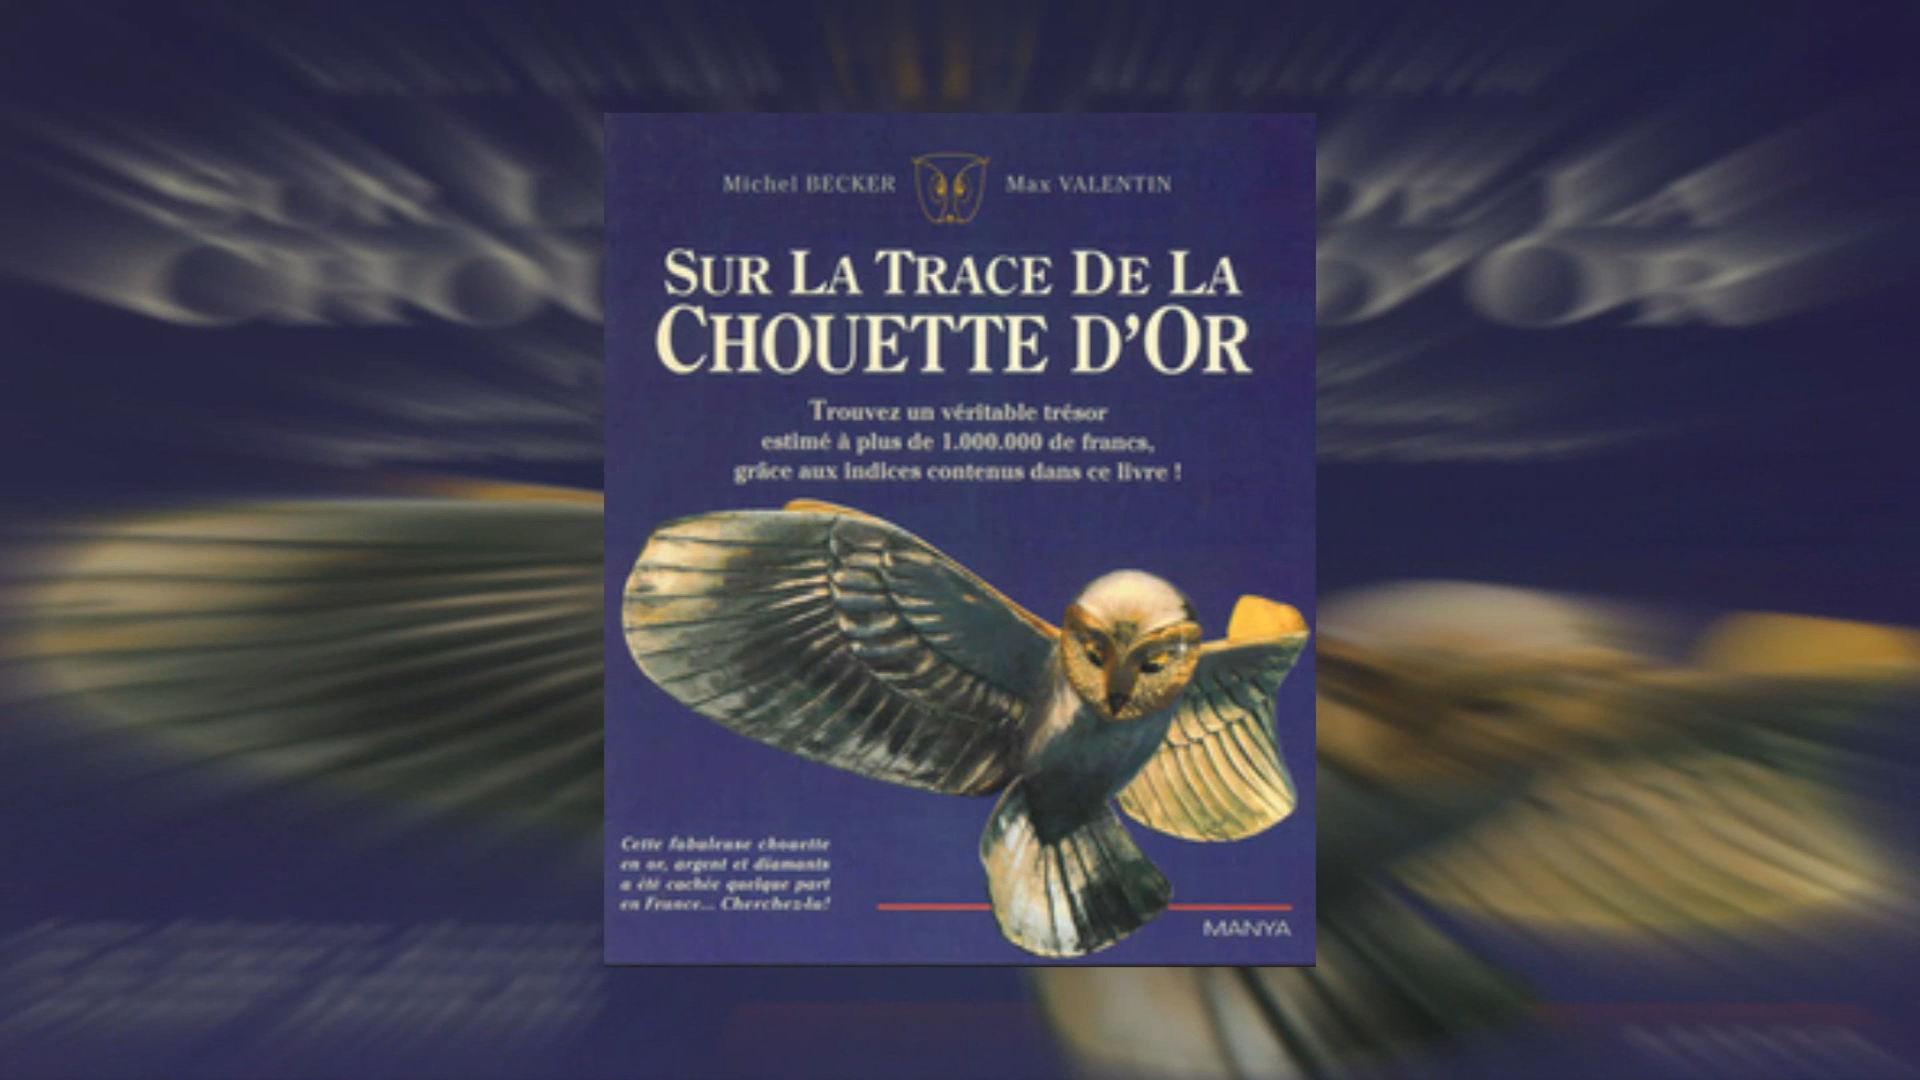 Michel BECKER Max VALENTIN
SUR LA TRACE DE LA
CHOUETTE D'OR
Trouvez un véritable trésor
estimé à plus de 1.000.000 de francs,
grâce aux indices contenus dans ce livre !
Cette fabuleuse chouette
en or, argent et diamants
a été cachée quelque part
en France... Cherchez-la!
MANYA